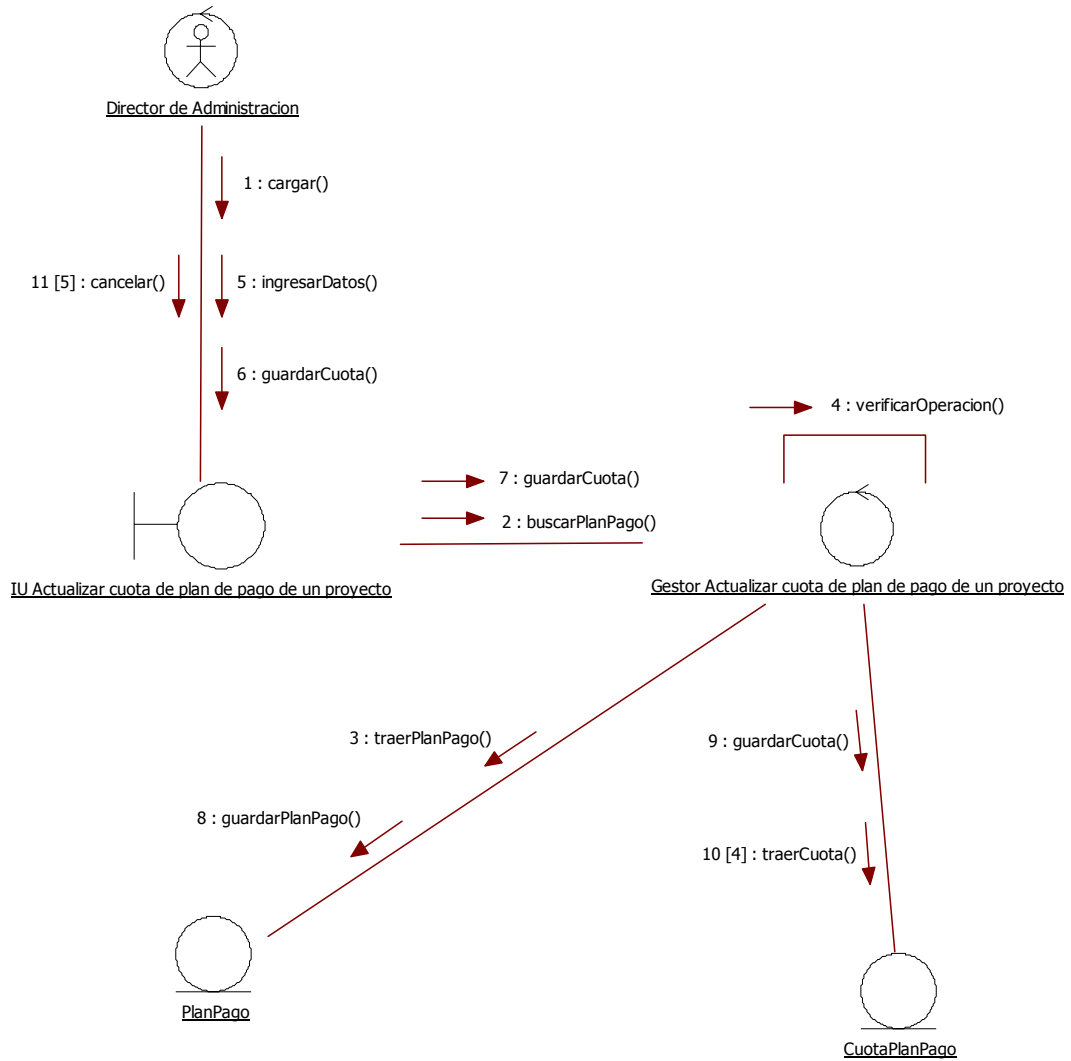 Director de Administracion
1 : cargar()
11 [5] : cancelar()
5 : ingresarDatos()
6 : guardarCuota()
4 : verificarOperacion()
7 : guardarCuota()
2 : buscarPlanPago()
IU Actualizar cuota de plan de pago de un proyecto
Gestor Actualizar cuota de plan de pago de un proyecto
3 : traerPlanPago()
9 : guardarCuota()
8 : guardarPlanPago()
10 [4] : traerCuota()
PlanPago
CuotaPlanPago